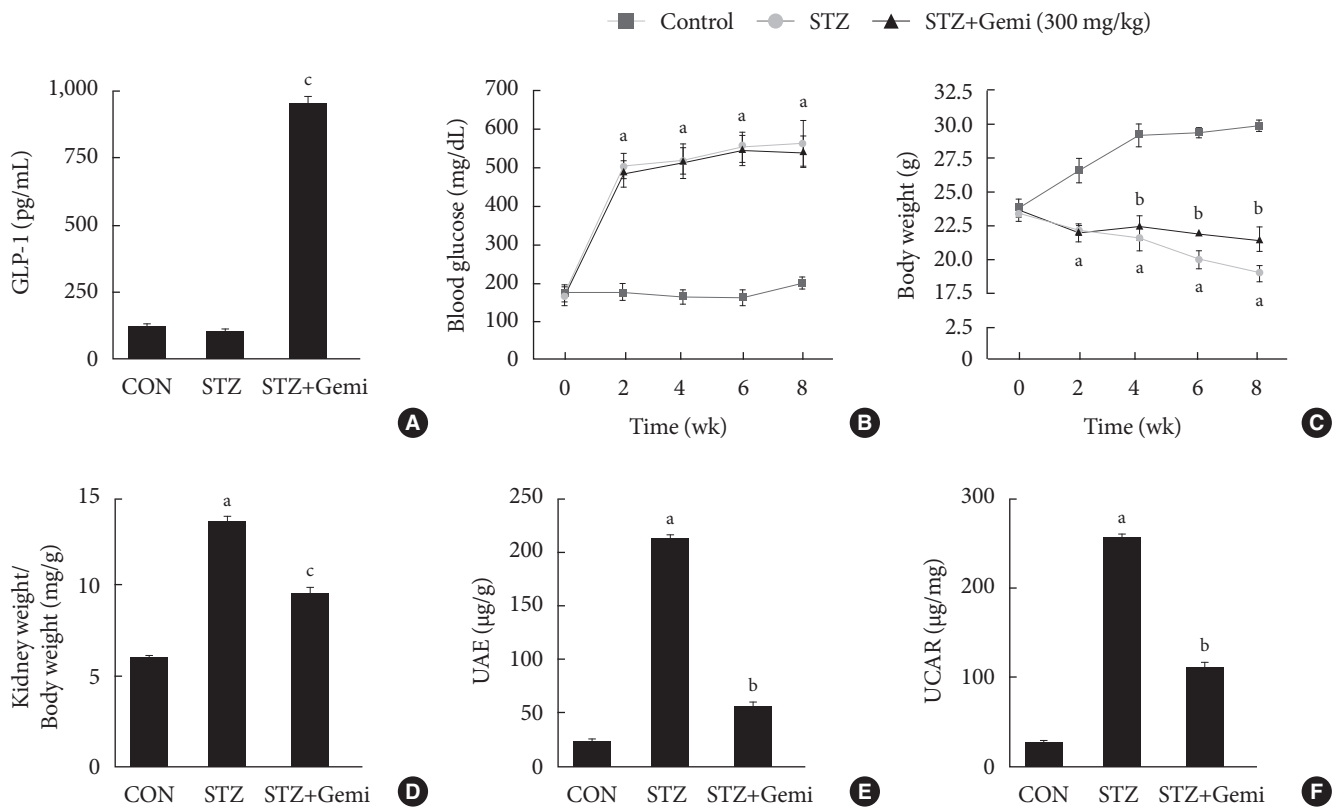 Control STZ STZ+Gemi (300 mg/kg)
GLP-1 (pg/mL)
1,000
750
500
250
0
c
CON STZ STZ+Gemi
A
Blood glucose (mg/dL)
700
600
500
400
300
200
100
0
a a a a
0 2 4 6 8
Time (wk)
B
Body weight (g)
32.5
30.0
27.5
25.0
22.5
20.0
17.5
2.5
0
b b b
a a a a
0 2 4 6 8
Time (wk)
C
Kidney weight/
Body weight (mg/g)
15
10
5
0
a
c
CON STZ STZ+Gemi
D
UAE (µg/g)
250
200
150
100
50
0
a
b
CON STZ STZ+Gemi
E
UCAR (µg/mg)
300
200
100
0
a
b
CON STZ STZ+Gemi
F